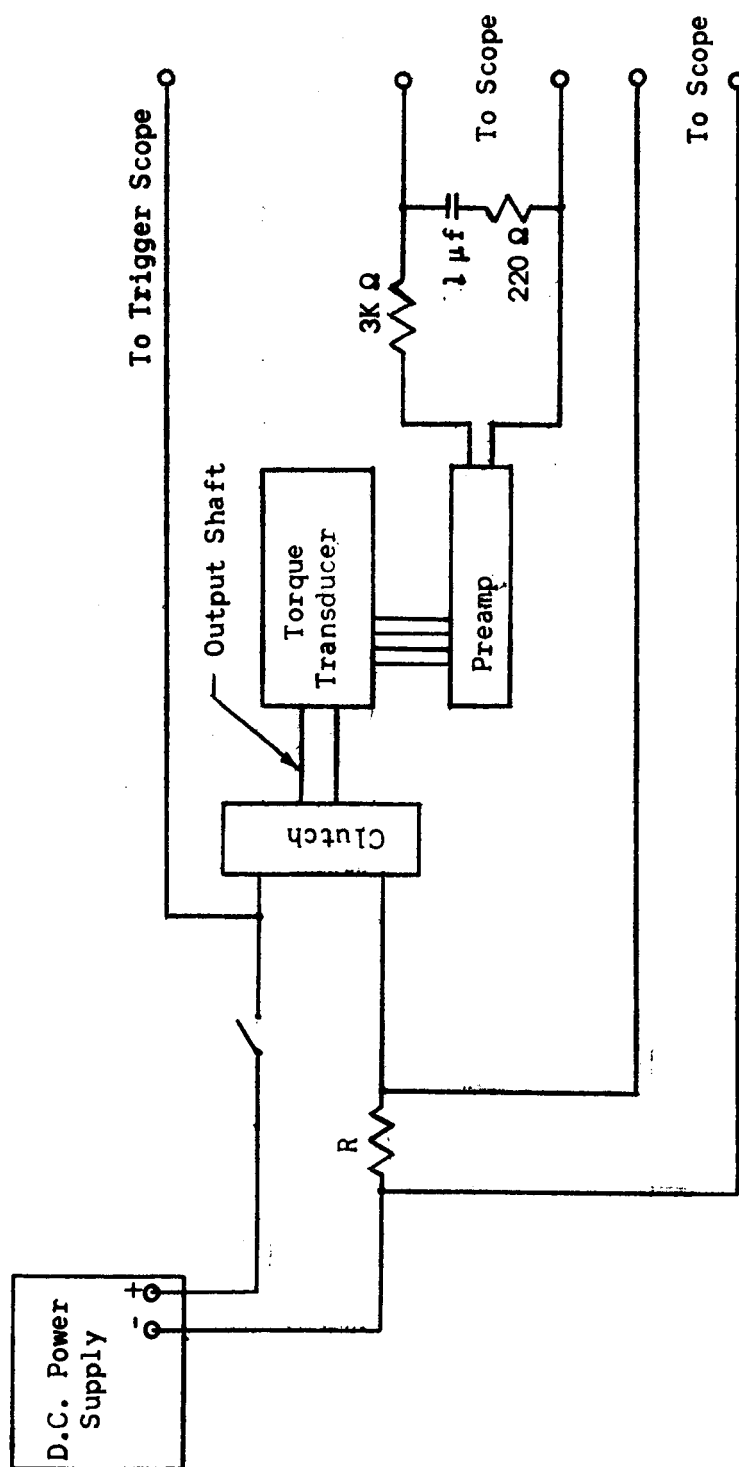 To Trigger Scope
To Scope
To Scope
3K Ω
1 μf
220 Ω
Output Shaft
Torque
Transducer
Preamp
Clutch
R
D.C. Power
Supply
+
-